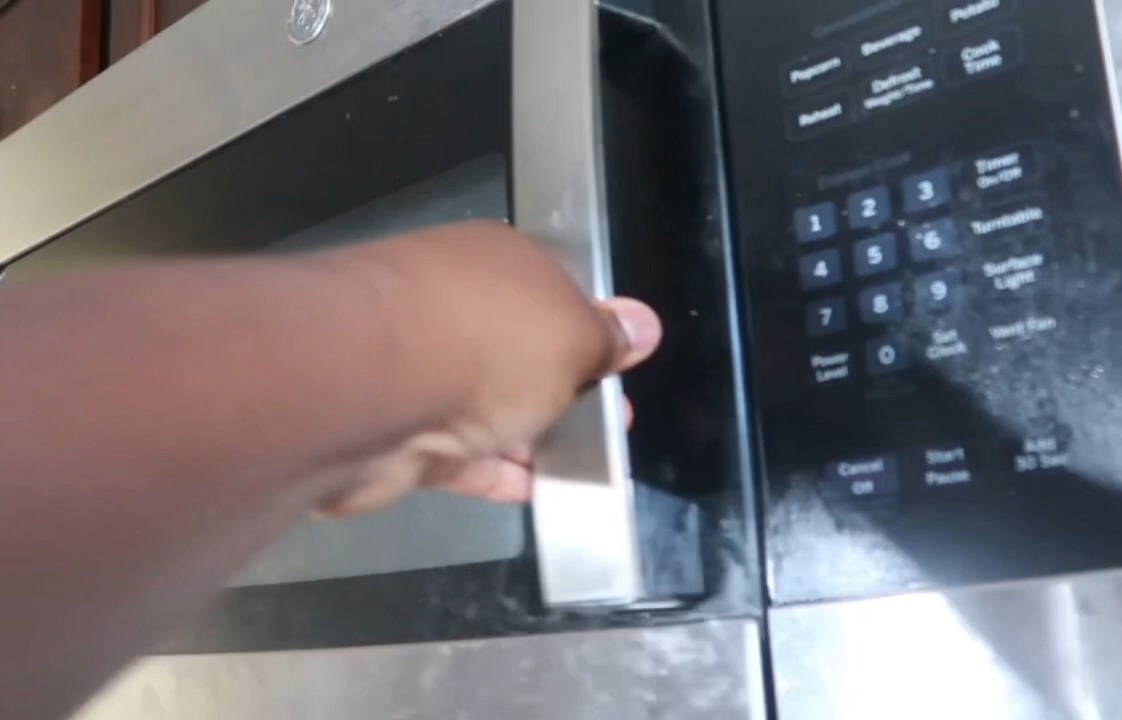 Potato
Beverage
Popcorn
Cook
Time
Defrost
Weight/Time
Reheat
Timer
On/Off
1 2 3
Turntable
4 5 6
Surface
Light
7 8 9
Vent Fan
Power
Level
0
Set
Clock
Cancel
Off
Start
Pause
Add
30 Sec